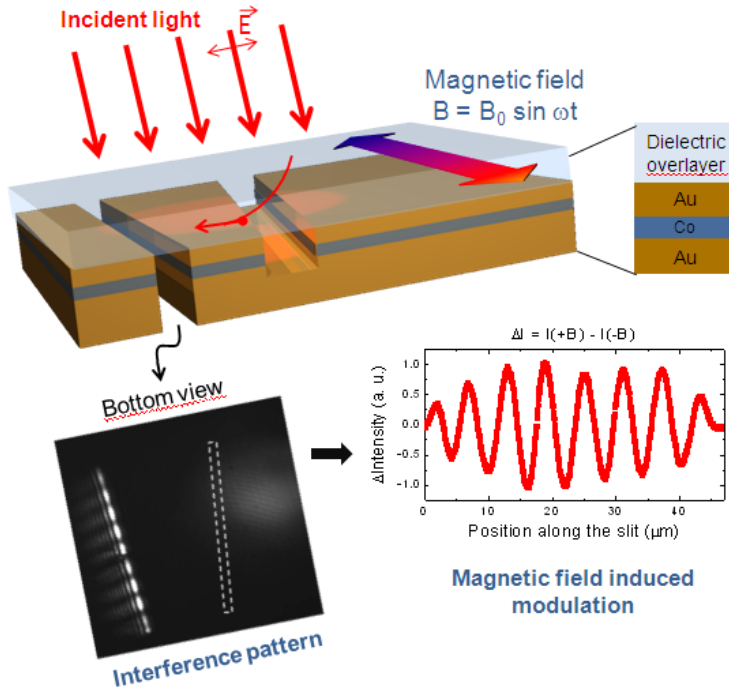 Incident light
E
Magnetic field
B = B₀ sin ωt
Dielectric
overlayer
Au
Co
Au
Bottom view
Interference pattern
ΔI = I(+B) - I(-B)
ΔIntensity (a. u.)
1.0
0.5
0.0
-0.5
-1.0
0 10 20 30 40
Position along the slit (μm)
Magnetic field induced
modulation